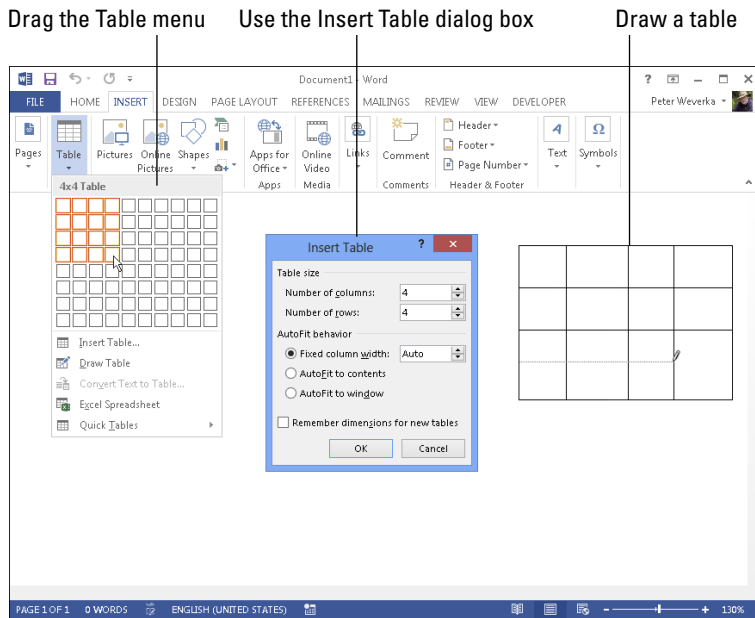 Drag the Table menu Use the Insert Table dialog box Draw a table
Document1 - Word
FILE HOME INSERT DESIGN PAGE LAYOUT REFERENCES MAILINGS REVIEW VIEW DEVELOPER Peter Weverka
Pages Table Pictures Online Pictures Shapes Apps for Office Online Video Links Comment Header Footer Page Number Text Symbols
Apps Media Comments Header & Footer
4x4 Table
Insert Table...
Draw Table
Convert Text to Table...
Excel Spreadsheet
Quick Tables
Insert Table ?
Table size
Number of columns: 4
Number of rows: 4
AutoFit behavior
Fixed column width: Auto
AutoFit to contents
AutoFit to window
Remember dimensions for new tables
OK Cancel
PAGE 1 OF 1 0 WORDS ENGLISH (UNITED STATES) 130%